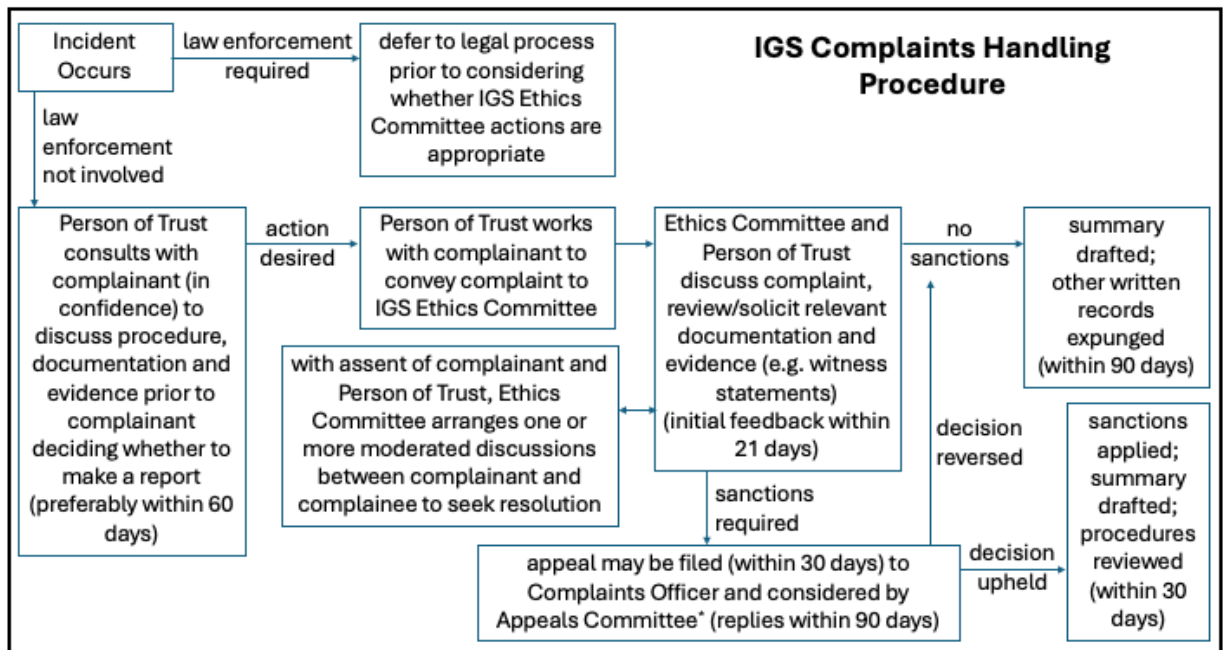 IGS Complaints Handling
Procedure
Incident
Occurs
law enforcement
required
defer to legal process
prior to considering
whether IGS Ethics
Committee actions are
appropriate
law
enforcement
not involved
Person of Trust
consults with
complainant (in
confidence) to
discuss procedure,
documentation and
evidence prior to
complainant
deciding whether to
make a report
(preferably within 60
days)
action
desired
Person of Trust works
with complainant to
convey complaint to
IGS Ethics Committee
with assent of complainant and
Person of Trust, Ethics
Committee arranges one or
more moderated discussions
between complainant and
complainee to seek resolution
Ethics Committee and
Person of Trust
discuss complaint,
review/solicit relevant
documentation and
evidence (e.g. witness
statements)
(initial feedback within
21 days)
no
sanctions
summary
drafted;
other written
records
expunged
(within 90 days)
sanctions
required
appeal may be filed (within 30 days) to
Complaints Officer and considered by
Appeals Committee* (replies within 90 days)
decision
reversed
decision
upheld
sanctions
applied;
summary
drafted;
procedures
reviewed
(within 30
days)